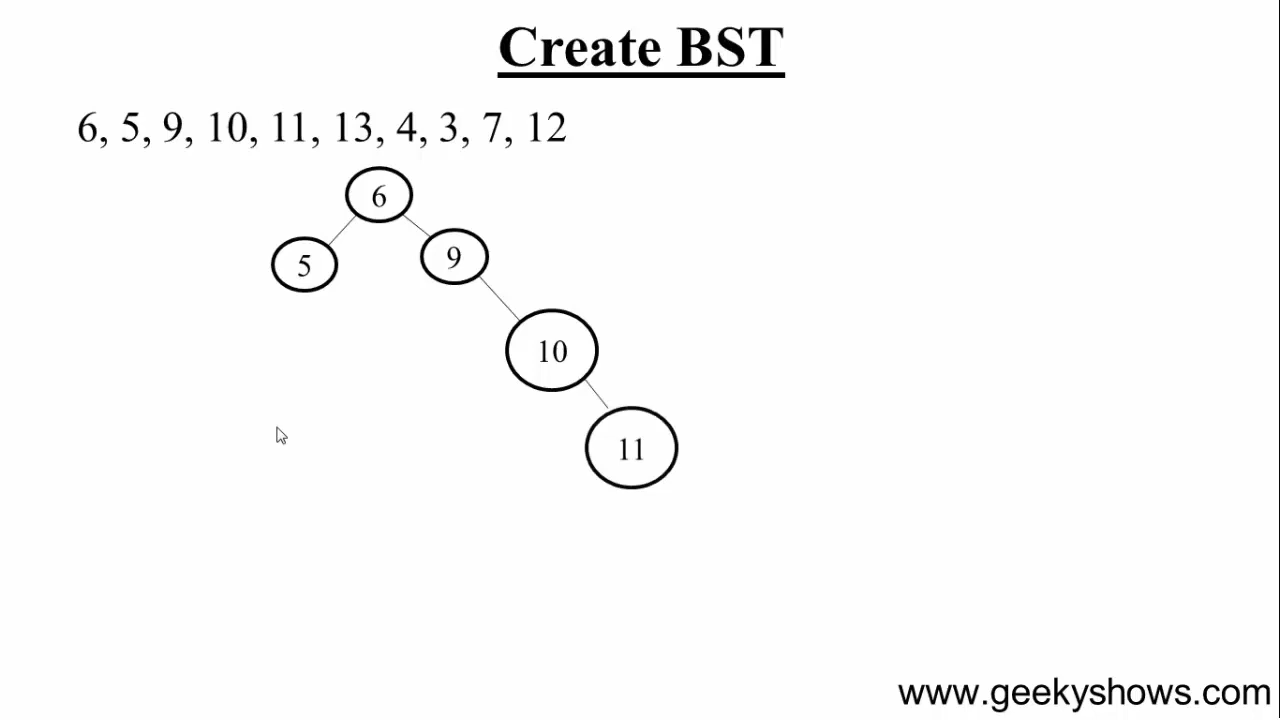 Create BST
6, 5, 9, 10, 11, 13, 4, 3, 7, 12
6
5
9
10
11
www.geekyshows.com